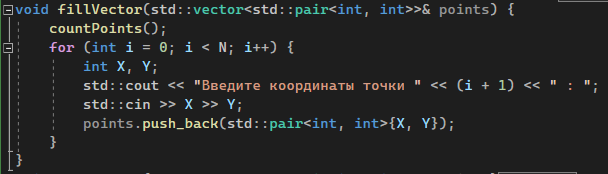 void fillVector(std::vector<std::pair<int, int>>& points) {
countPoints();
for (int i = 0; i < N; i++) {
int X, Y;
std::cout << "Введите координаты точки " << (i + 1) << " : ";
std::cin >> X >> Y;
points.push_back(std::pair<int, int>{X, Y});
}
}